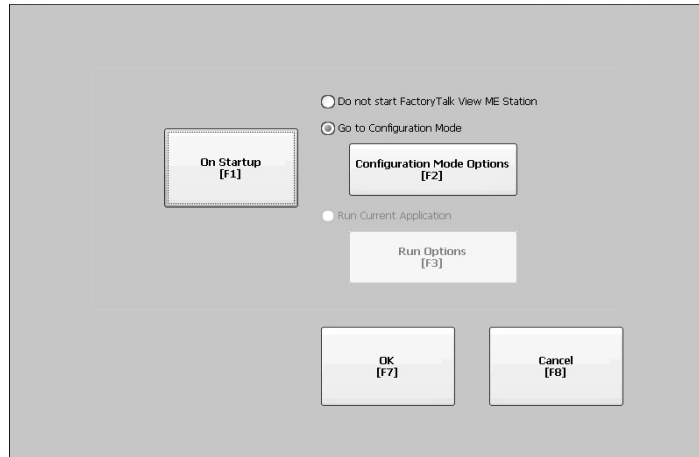 Do not start FactoryTalk View ME Station
Go to Configuration Mode
On Startup
[F1]
Configuration Mode Options
[F2]
Run Current Application
Run Options
[F3]
OK
[F7]
Cancel
[F8]